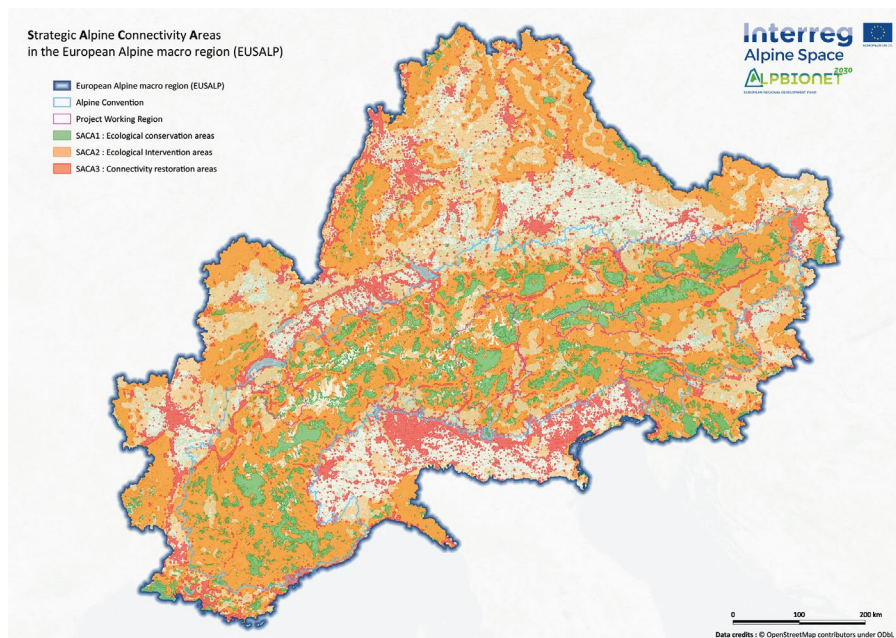 Strategic Alpine Connectivity Areas
in the European Alpine macro region (EUSALP)
European Alpine macro region (EUSALP)
Alpine Convention
Project Working Region
SACA1 : Ecological conservation areas
SACA2 : Ecological Intervention areas
SACA3 : Connectivity restoration areas
Interreg
Alpine Space
ALPBIONET 2030
EUROPEAN REGIONAL DEVELOPMENT FUND
0 100 200 km
Data credits : © OpenStreetMap contributors under ODbL